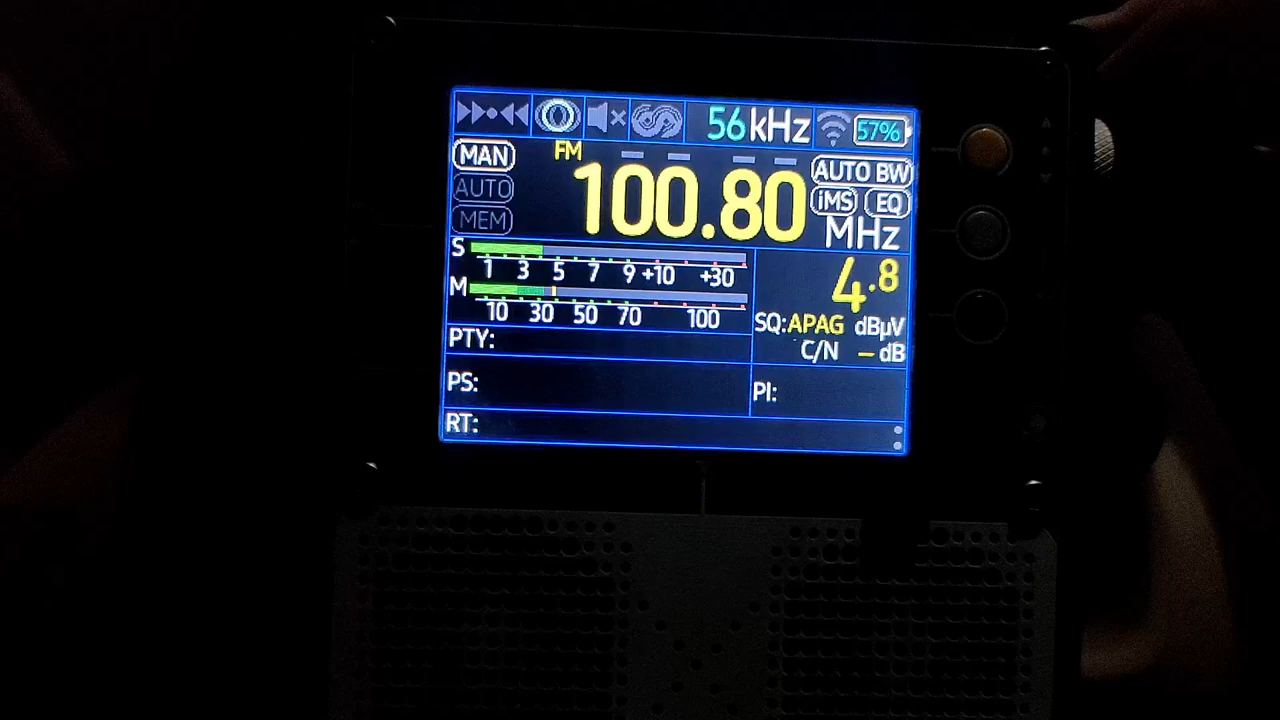 56 kHz 57%
MAN FM AUTO BW
AUTO 100.80 iMS EQ
MEM MHz
S 1 3 5 7 9 +10 +30
4.8
M 10 30 50 70 100
SQ:APAG dBµV
C/N – dB
PTY:
PS: PI:
RT: